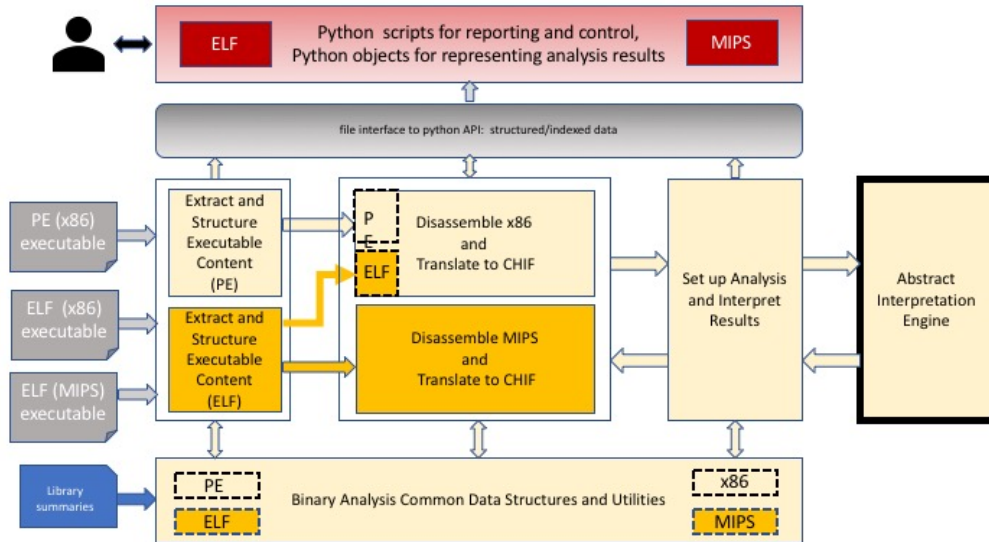 ELF
Python scripts for reporting and control,
Python objects for representing analysis results
MIPS
file interface to python API: structured/indexed data
PE (x86)
executable
ELF (x86)
executable
ELF (MIPS)
executable
Extract and
Structure
Executable
Content
(PE)
Extract and
Structure
Executable
Content
(ELF)
P
E
ELF
Disassemble x86
and
Translate to CHIF
Disassemble MIPS
and
Translate to CHIF
Set up Analysis
and Interpret
Results
Abstract
Interpretation
Engine
Library
summaries
PE
ELF
Binary Analysis Common Data Structures and Utilities
x86
MIPS